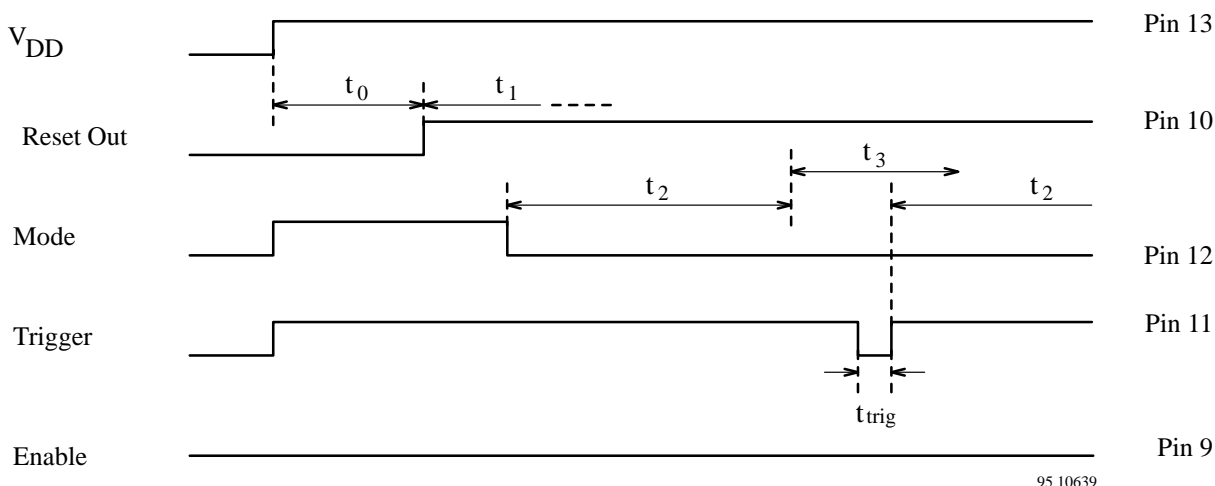 VDD
Pin 13
t0
t1
Reset Out
Pin 10
t3
t2
t2
Mode
Pin 12
Trigger
Pin 11
ttrig
Enable
Pin 9
95 10639